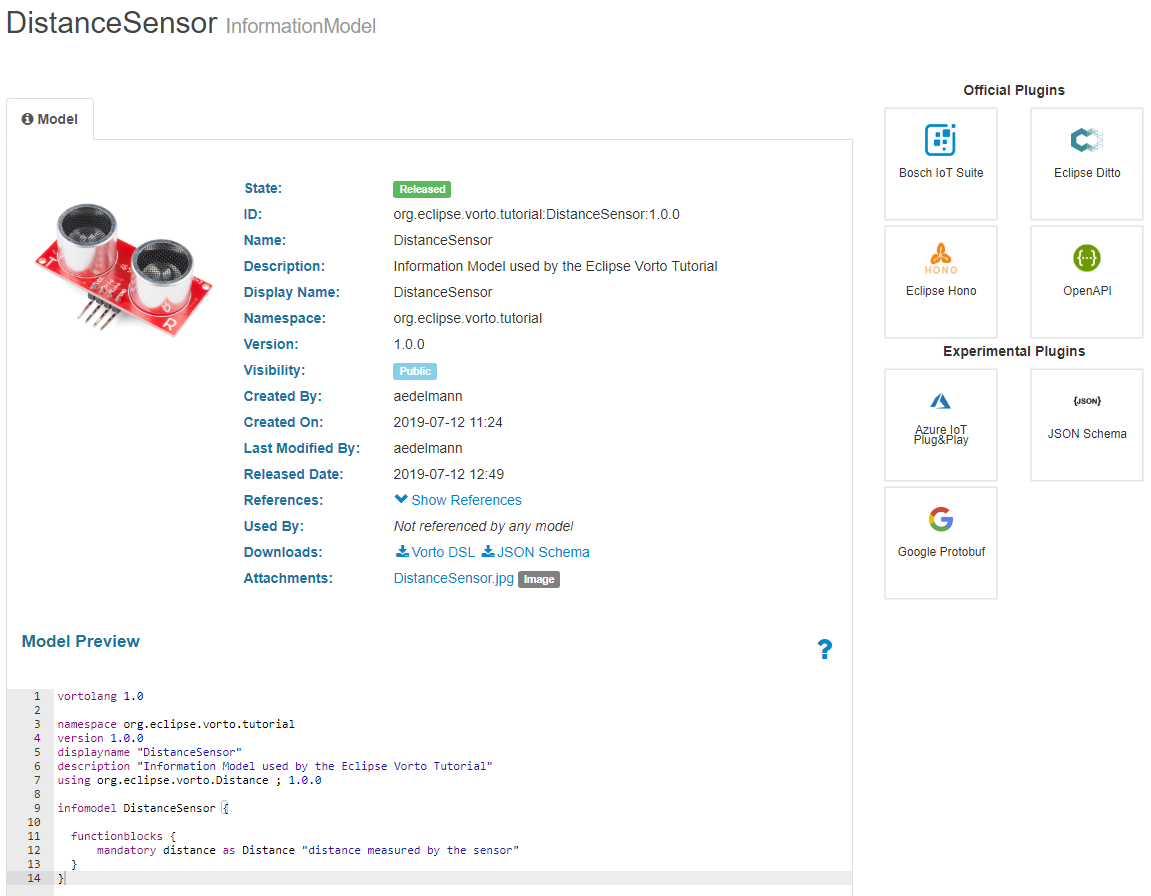 DistanceSensor InformationModel
Model
State: Released
ID: org.eclipse.vorto.tutorial:DistanceSensor:1.0.0
Name: DistanceSensor
Description: Information Model used by the Eclipse Vorto Tutorial
Display Name: DistanceSensor
Namespace: org.eclipse.vorto.tutorial
Version: 1.0.0
Visibility: Public
Created By: aedelmann
Created On: 2019-07-12 11:24
Last Modified By: aedelmann
Released Date: 2019-07-12 12:49
References: Show References
Used By: Not referenced by any model
Downloads: Vorto DSL JSON Schema
Attachments: DistanceSensor.jpg Image
T
R
Model Preview
?
1 vortolang 1.0
2
3 namespace org.eclipse.vorto.tutorial
4 version 1.0.0
5 displayname "DistanceSensor"
6 description "Information Model used by the Eclipse Vorto Tutorial"
7 using org.eclipse.vorto.Distance ; 1.0.0
8
9 infomodel DistanceSensor {
10
11 functionblocks {
12 mandatory distance as Distance "distance measured by the sensor"
13 }
14 }
Official Plugins
Bosch IoT Suite
Eclipse Ditto
HONO
Eclipse Hono
{...}
OpenAPI
Experimental Plugins
Azure IoT
Plug&Play
{JSON}
JSON Schema
G
Google Protobuf